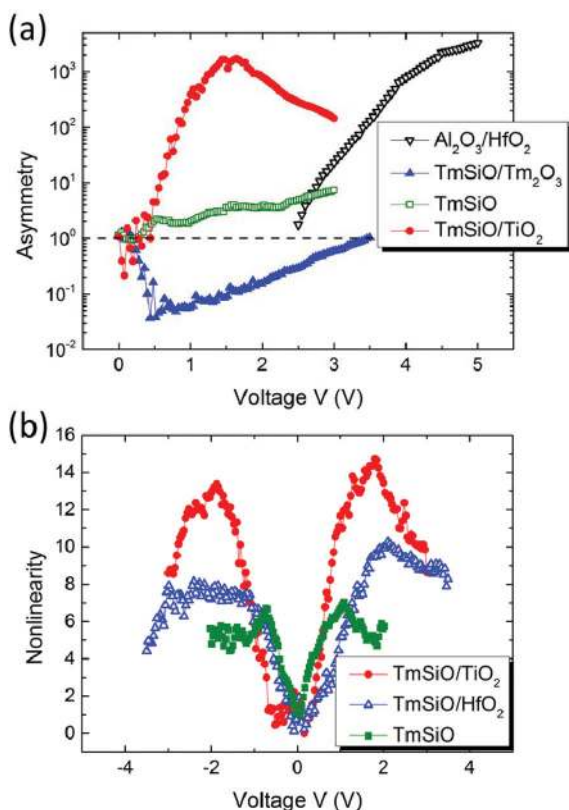 (a)
10³
10²
10¹
10⁰
10⁻¹
10⁻²
Asymmetry
Al₂O₃/HfO₂
TmSiO/Tm₂O₃
TmSiO
TmSiO/TiO₂
0 1 2 3 4 5
Voltage V (V)
(b)
16
14
12
10
8
6
4
2
0
Nonlinearity
TmSiO/TiO₂
TmSiO/HfO₂
TmSiO
-4 -2 0 2 4
Voltage V (V)